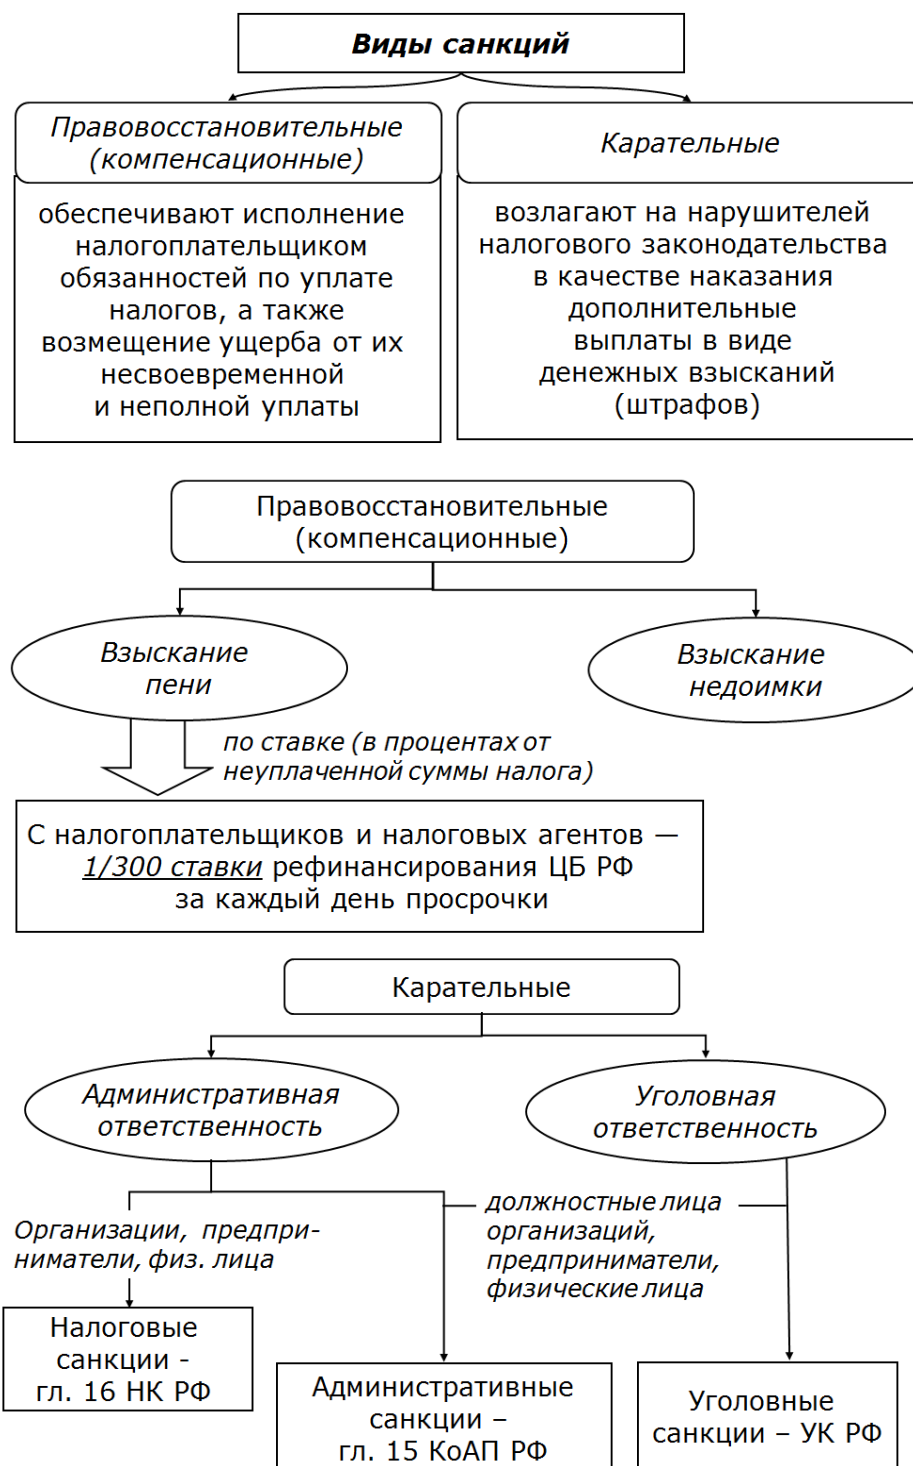 Виды санкций
Правовосстановительные
(компенсационные)
обеспечивают исполнение
налогоплательщиком
обязанностей по уплате
налогов, а также
возмещение ущерба от их
несвоевременной
и неполной уплаты
Карательные
возлагают на нарушителей
налогового законодательства
в качестве наказания
дополнительные
выплаты в виде
денежных взысканий
(штрафов)
Правовосстановительные
(компенсационные)
Взыскание
пени
Взыскание
недоимки
по ставке (в процентах от
неуплаченной суммы налога)
С налогоплательщиков и налоговых агентов —
1/300 ставки рефинансирования ЦБ РФ
за каждый день просрочки
Карательные
Административная
ответственность
Уголовная
ответственность
Организации, предпри-
ниматели, физ. лица
должностные лица
организаций,
предприниматели,
физические лица
Налоговые
санкции -
гл. 16 НК РФ
Административные
санкции –
гл. 15 КоАП РФ
Уголовные
санкции – УК РФ